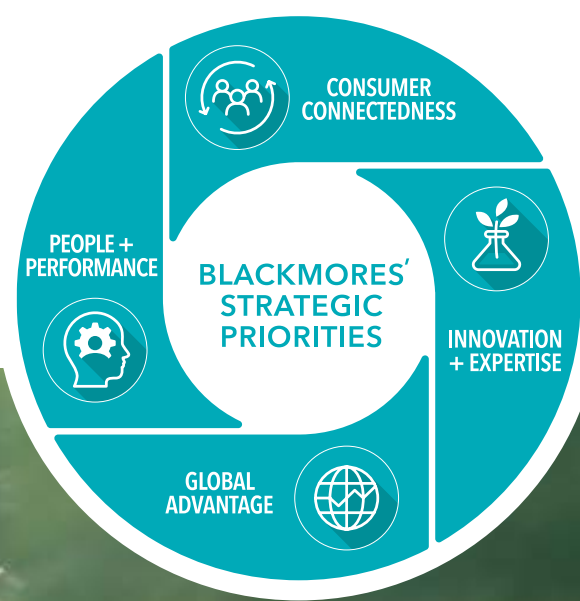 CONSUMER
CONNECTEDNESS
PEOPLE +
PERFORMANCE
BLACKMORES'
STRATEGIC
PRIORITIES
INNOVATION
+ EXPERTISE
GLOBAL
ADVANTAGE